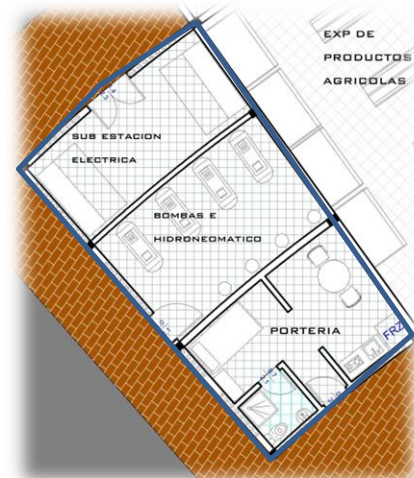 EXP DE
PRODUCTOS
AGRICOLAS
SUB ESTACION
ELECTRICA
BOMBAS E
HIDRONEOMATICO
PORTERIA
FRZ